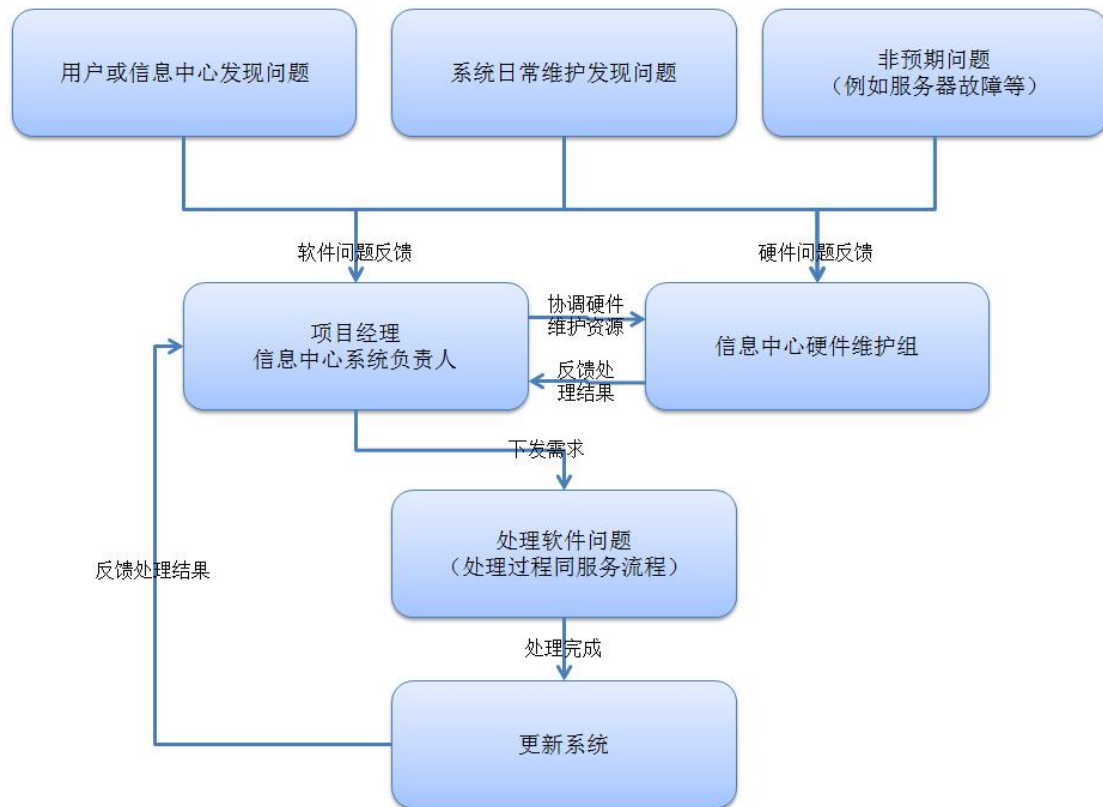 用户或信息中心发现问题
系统日常维护发现问题
非预期问题
（例如服务器故障等）
软件问题反馈
硬件问题反馈
项目经理
信息中心系统负责人
协调硬件
维护资源
反馈处
理结果
信息中心硬件维护组
下发需求
处理软件问题
（处理过程同服务流程）
反馈处理结果
处理完成
更新系统